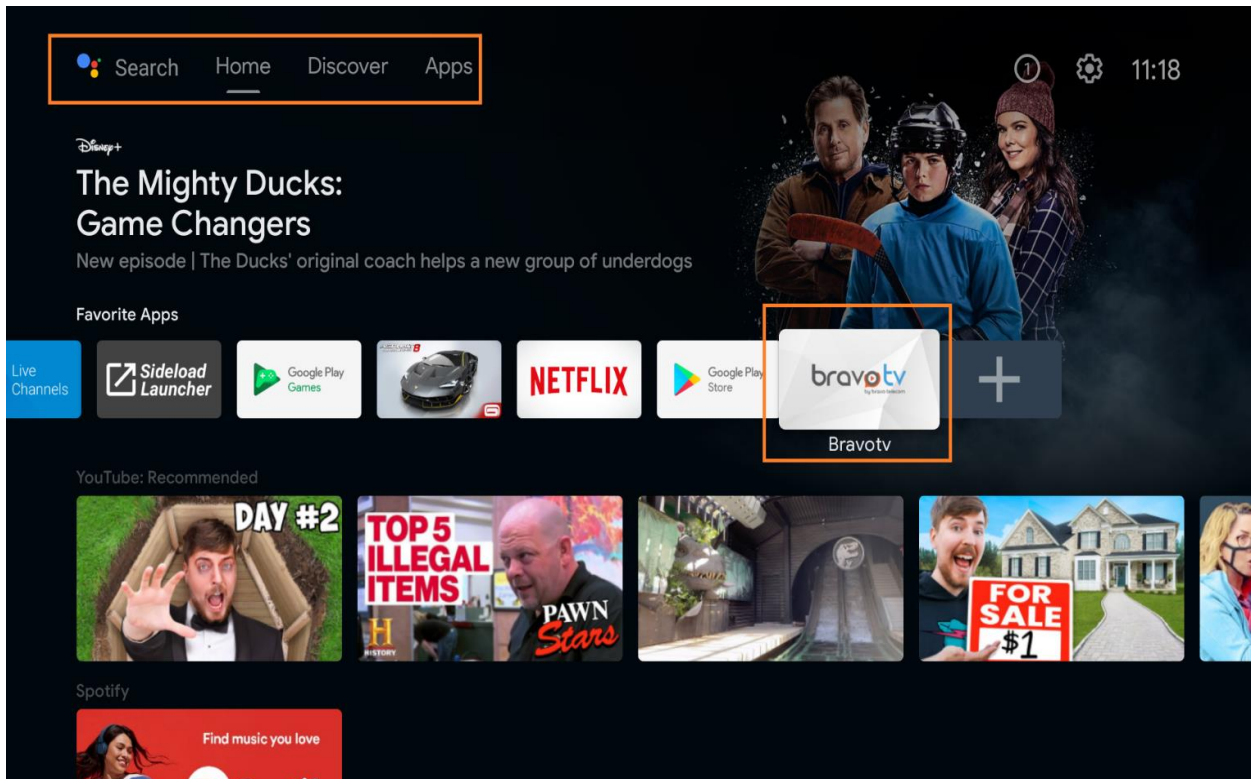 Search Home Discover Apps
1 11:18
Disney+
The Mighty Ducks:
Game Changers
New episode | The Ducks' original coach helps a new group of underdogs
Favorite Apps
Live
Channels
Sideload
Launcher
Google Play
Games
8
NETFLIX
Google Play
Store
bravotv
Bravotv
YouTube: Recommended
DAY #2
TOP 5
ILLEGAL
ITEMS
H
HISTORY
PAWN
Stars
FOR
SALE
$1
Spotify
Find music you love